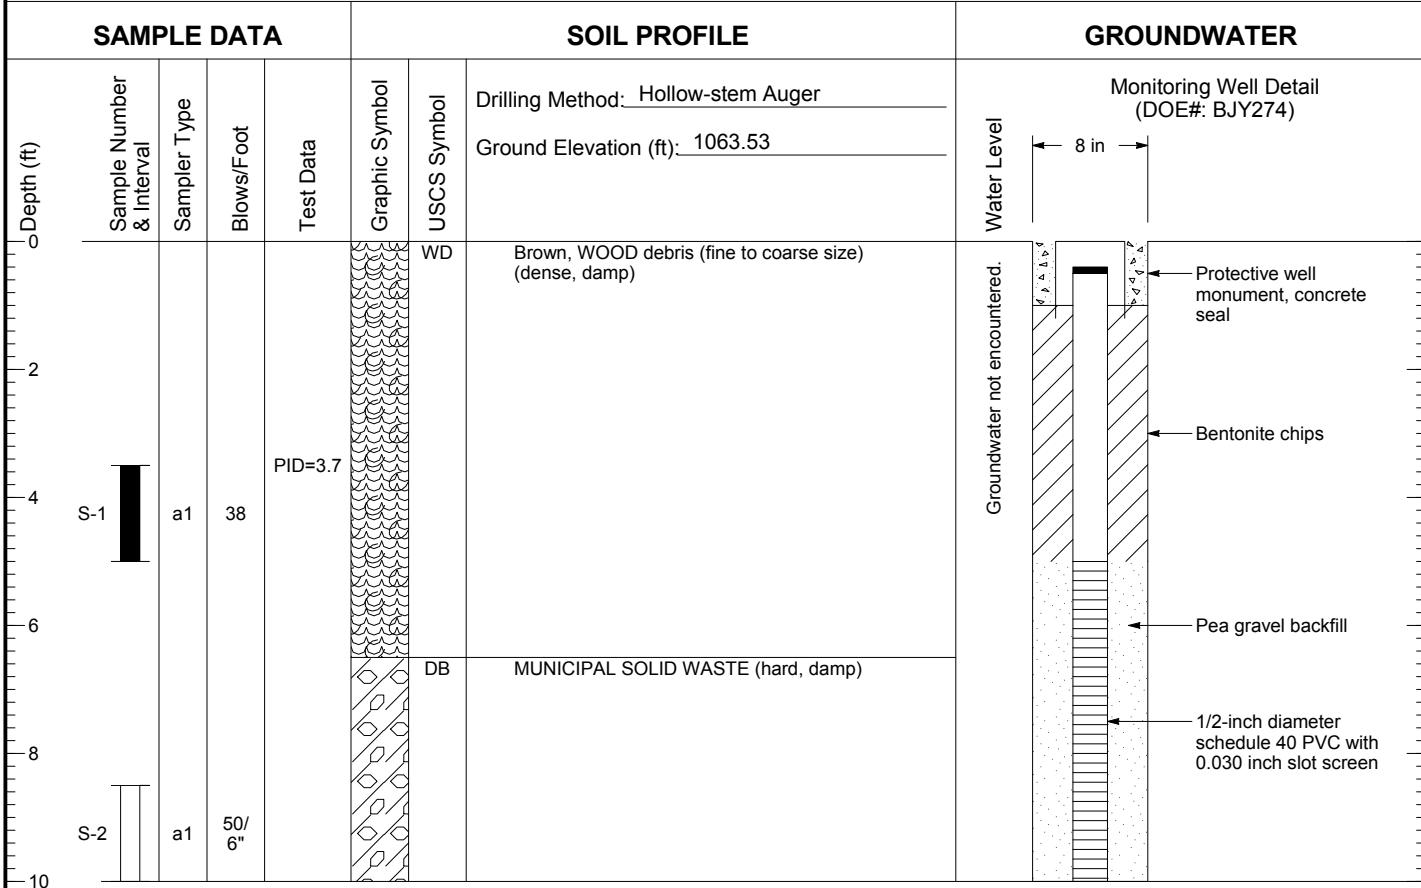 SAMPLE DATA
SOIL PROFILE
GROUNDWATER
Depth (ft)
Sample Number
& Interval
Sampler Type
Blows/Foot
Test Data
Graphic Symbol
USCS Symbol
Drilling Method: Hollow-stem Auger
Ground Elevation (ft): 1063.53
Water Level
Monitoring Well Detail
(DOE#: BJY274)
8 in
0
WD
Brown, WOOD debris (fine to coarse size)
(dense, damp)
Groundwater not encountered.
Protective well
monument, concrete
seal
2
Bentonite chips
PID=3.7
4
S-1
a1
38
6
Pea gravel backfill
DB
MUNICIPAL SOLID WASTE (hard, damp)
1/2-inch diameter
schedule 40 PVC with
0.030 inch slot screen
8
S-2
a1
50/
6"
10